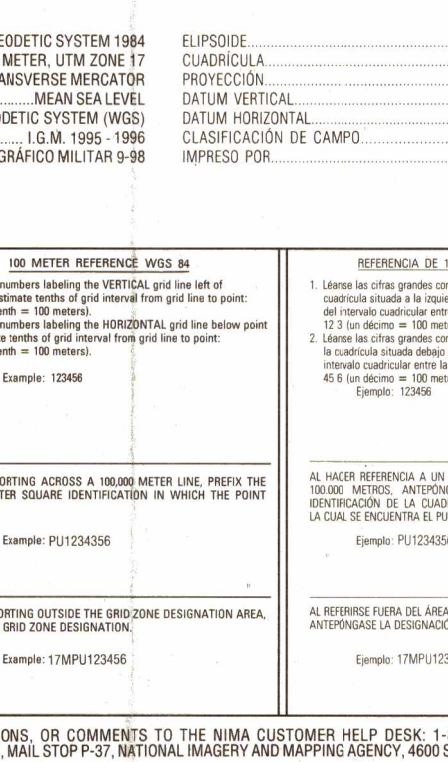 EODETIC SYSTEM 1984
METER, UTM ZONE 17
ANSVERSE MERCATOR
..........MEAN SEA LEVEL
ODETIC SYSTEM (WGS)
...... I.G.M. 1995 - 1996
GRÁFICO MILITAR 9-98
ELIPSOIDE..............................
CUADRÍCULA..............................
PROYECCIÓN..............................
DATUM VERTICAL..............................
DATUM HORIZONTAL..............................
CLASIFICACIÓN DE CAMPO....................
IMPRESO POR..............................
100 METER REFERENCE WGS 84
numbers labeling the VERTICAL grid line left of
stimate tenths of grid interval from grid line to point:
enth = 100 meters).
numbers labeling the HORIZONTAL grid line below point
e tenths of grid interval from grid line to point:
enth = 100 meters).
Example: 123456
ORTING ACROSS A 100,000 METER LINE, PREFIX THE
TER SQUARE IDENTIFICATION IN WHICH THE POINT
Example: PU1234356
ORTING OUTSIDE THE GRID ZONE DESIGNATION AREA,
GRID ZONE DESIGNATION.
Example: 17MPU123456
REFERENCIA DE 1
1. Léanse las cifras grandes cor
cuadrícula situada a la izquie
del intervalo cuadricular entr
12 3 (un décimo = 100 met
2. Léanse las cifras grandes cor
la cuadrícula situada debajo
intervalo cuadricular entre la
45 6 (un décimo = 100 met
Ejemplo: 123456
AL HACER REFERENCIA A UN
100.000 METROS, ANTEPÓN
IDENTIFICACIÓN DE LA CUAD
LA CUAL SE ENCUENTRA EL PU
Ejemplo: PU1234356
AL REFERIRSE FUERA DEL ÁREA
ANTEPÓNGASE LA DESIGNACIÓ
Ejemplo: 17MPU123
ONS, OR COMMENTS TO THE NIMA CUSTOMER HELP DESK: 1-
, MAIL STOP P-37, NATIONAL IMAGERY AND MAPPING AGENCY, 4600 S